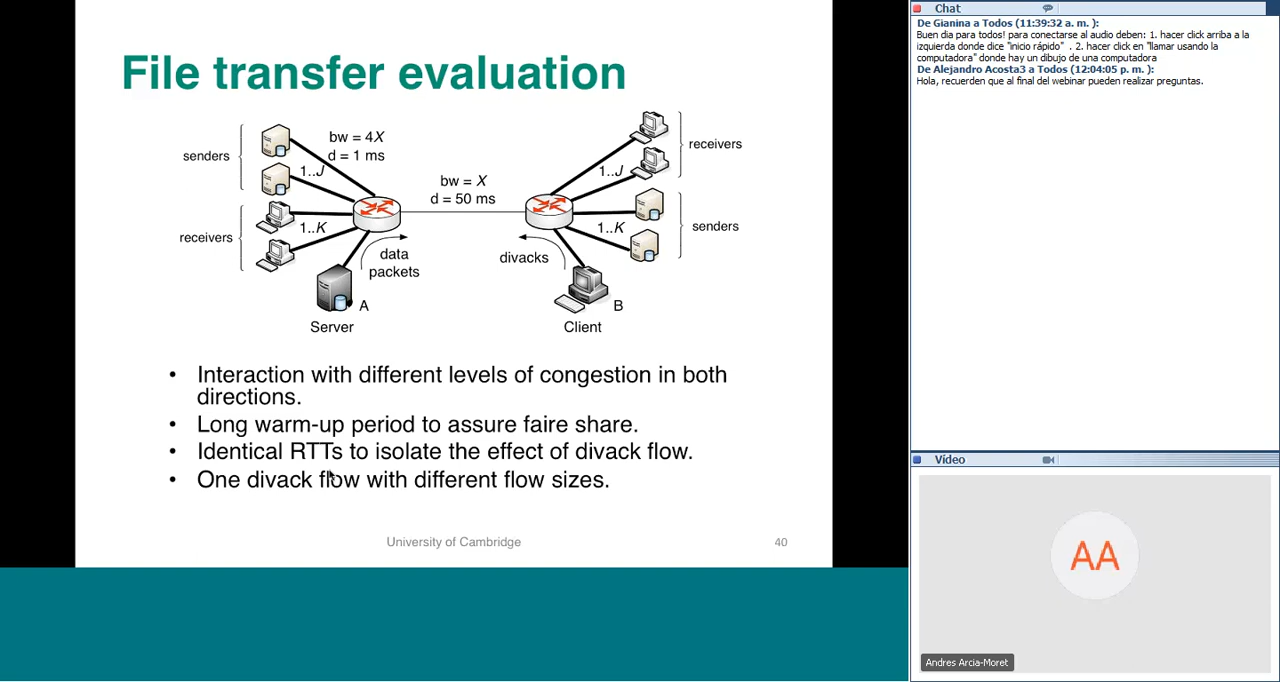 File transfer evaluation
bw = 4X
d = 1 ms
senders
1..J
receivers
1..K
bw = X
d = 50 ms
1..J
receivers
1..K
senders
data
packets
divacks
A
Server
B
Client
• Interaction with different levels of congestion in both
directions.
• Long warm-up period to assure faire share.
• Identical RTTs to isolate the effect of divack flow.
• One divack flow with different flow sizes.
University of Cambridge
40
Chat
De Gianina a Todos (11:39:32 a. m. ):
Buen dia para todos! para conectarse al audio deben: 1. hacer click arriba a la
izquierda donde dice "inicio rápido" . 2. hacer click en "llamar usando la
computadora" donde hay un dibujo de una computadora
De Alejandro Acosta3 a Todos (12:04:05 p. m. ):
Hola, recuerden que al final del webinar pueden realizar preguntas.
Vídeo
AA
Andres Arcia-Moret